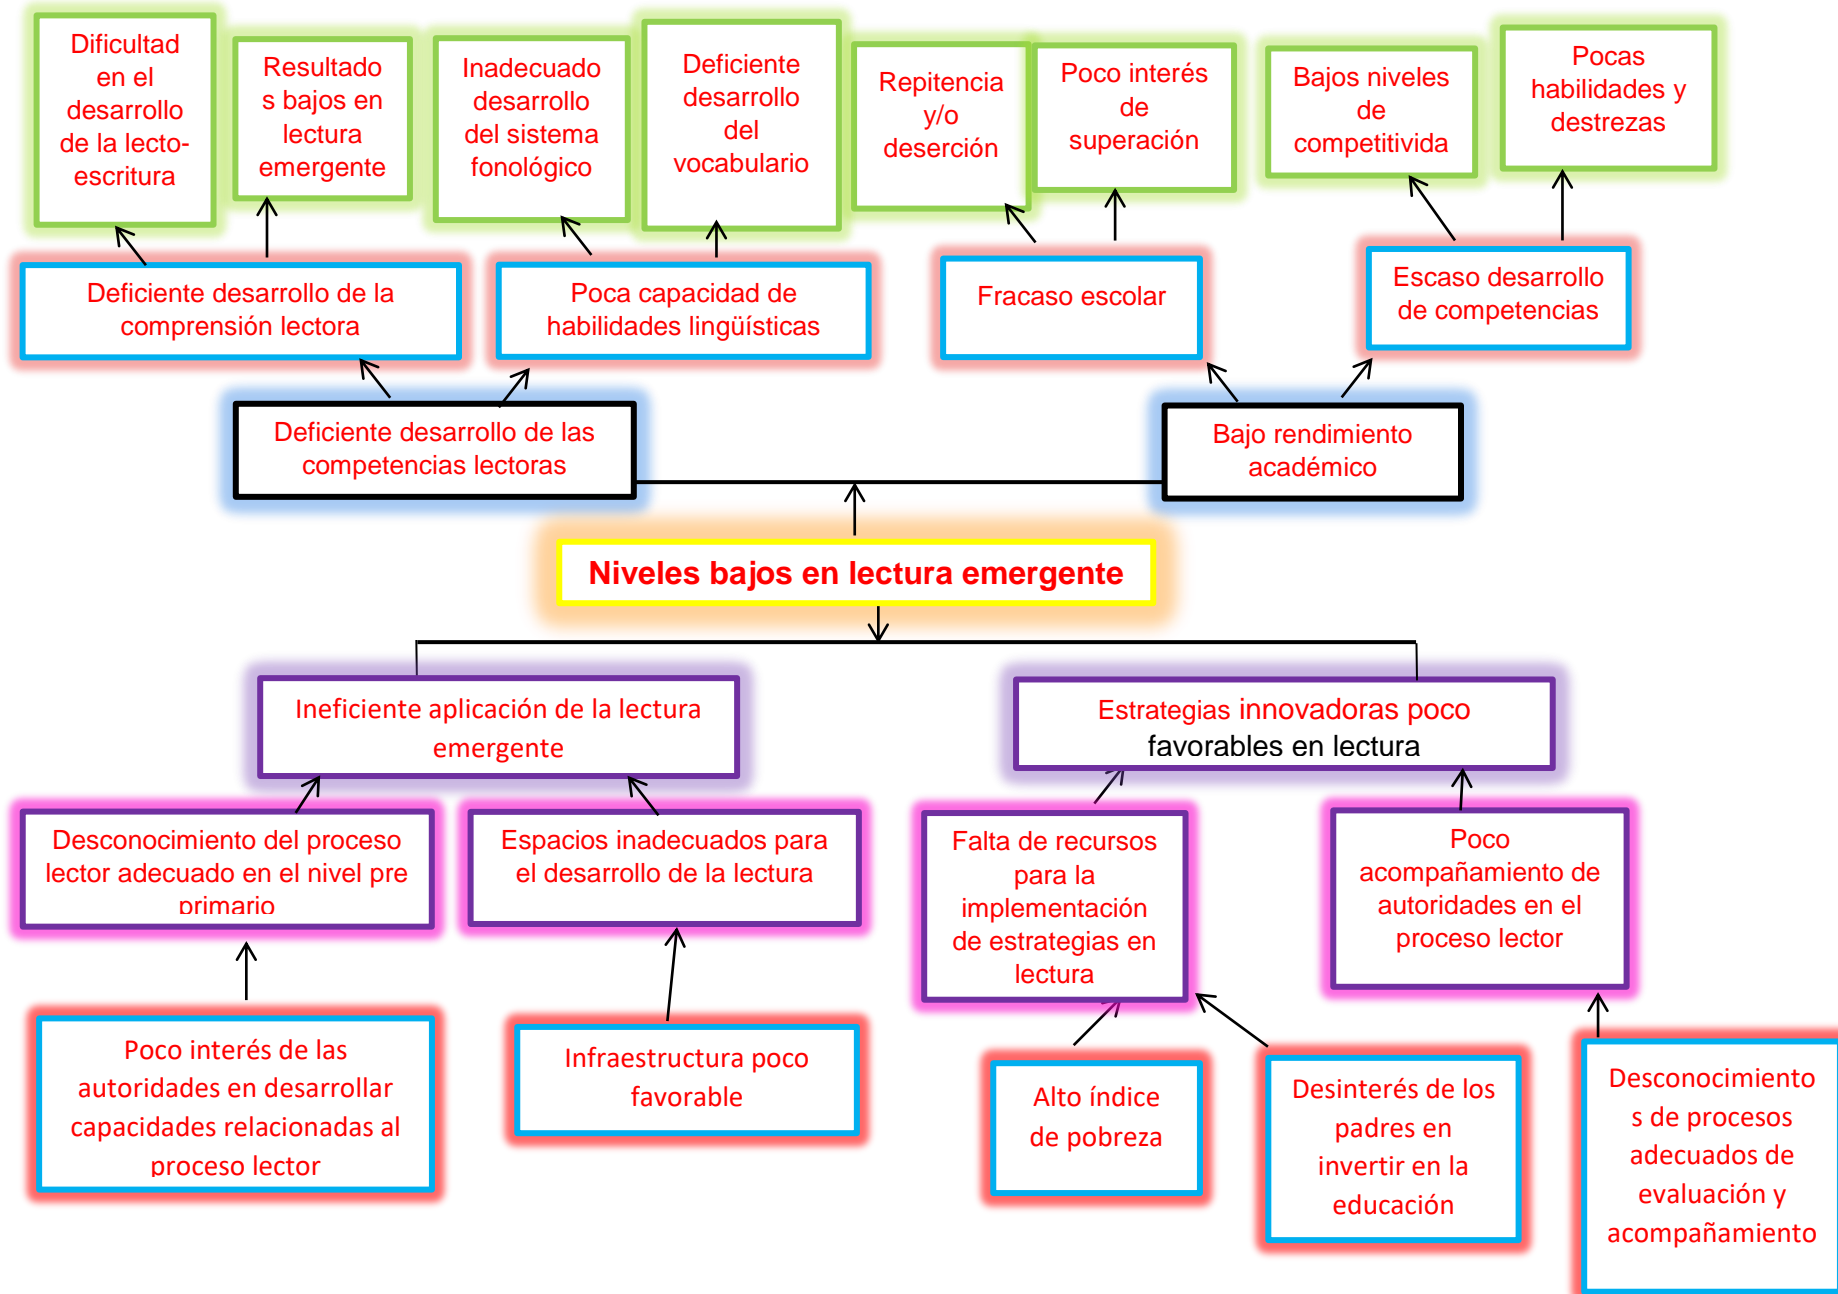 Dificultad
en el
desarrollo
de la lecto-
escritura
Resultado
s bajos en
lectura
emergente
Inadecuado
desarrollo
del sistema
fonológico
Deficiente
desarrollo
del
vocabulario
Repitencia
y/o
deserción
Poco interés
de
superación
Bajos niveles
de
competitivida
Pocas
habilidades y
destrezas
Deficiente desarrollo de la
comprensión lectora
Poca capacidad de
habilidades lingüísticas
Fracaso escolar
Escaso desarrollo
de competencias
Deficiente desarrollo de las
competencias lectoras
Bajo rendimiento
académico
Niveles bajos en lectura emergente
Ineficiente aplicación de la lectura
emergente
Estrategias innovadoras poco
favorables en lectura
Desconocimiento del proceso
lector adecuado en el nivel pre
primario
Espacios inadecuados para
el desarrollo de la lectura
Falta de recursos
para la
implementación
de estrategias en
lectura
Poco
acompañamiento de
autoridades en el
proceso lector
Poco interés de las
autoridades en desarrollar
capacidades relacionadas al
proceso lector
Infraestructura poco
favorable
Alto índice
de pobreza
Desinterés de los
padres en
invertir en la
educación
Desconocimiento
s de procesos
adecuados de
evaluación y
acompañamiento